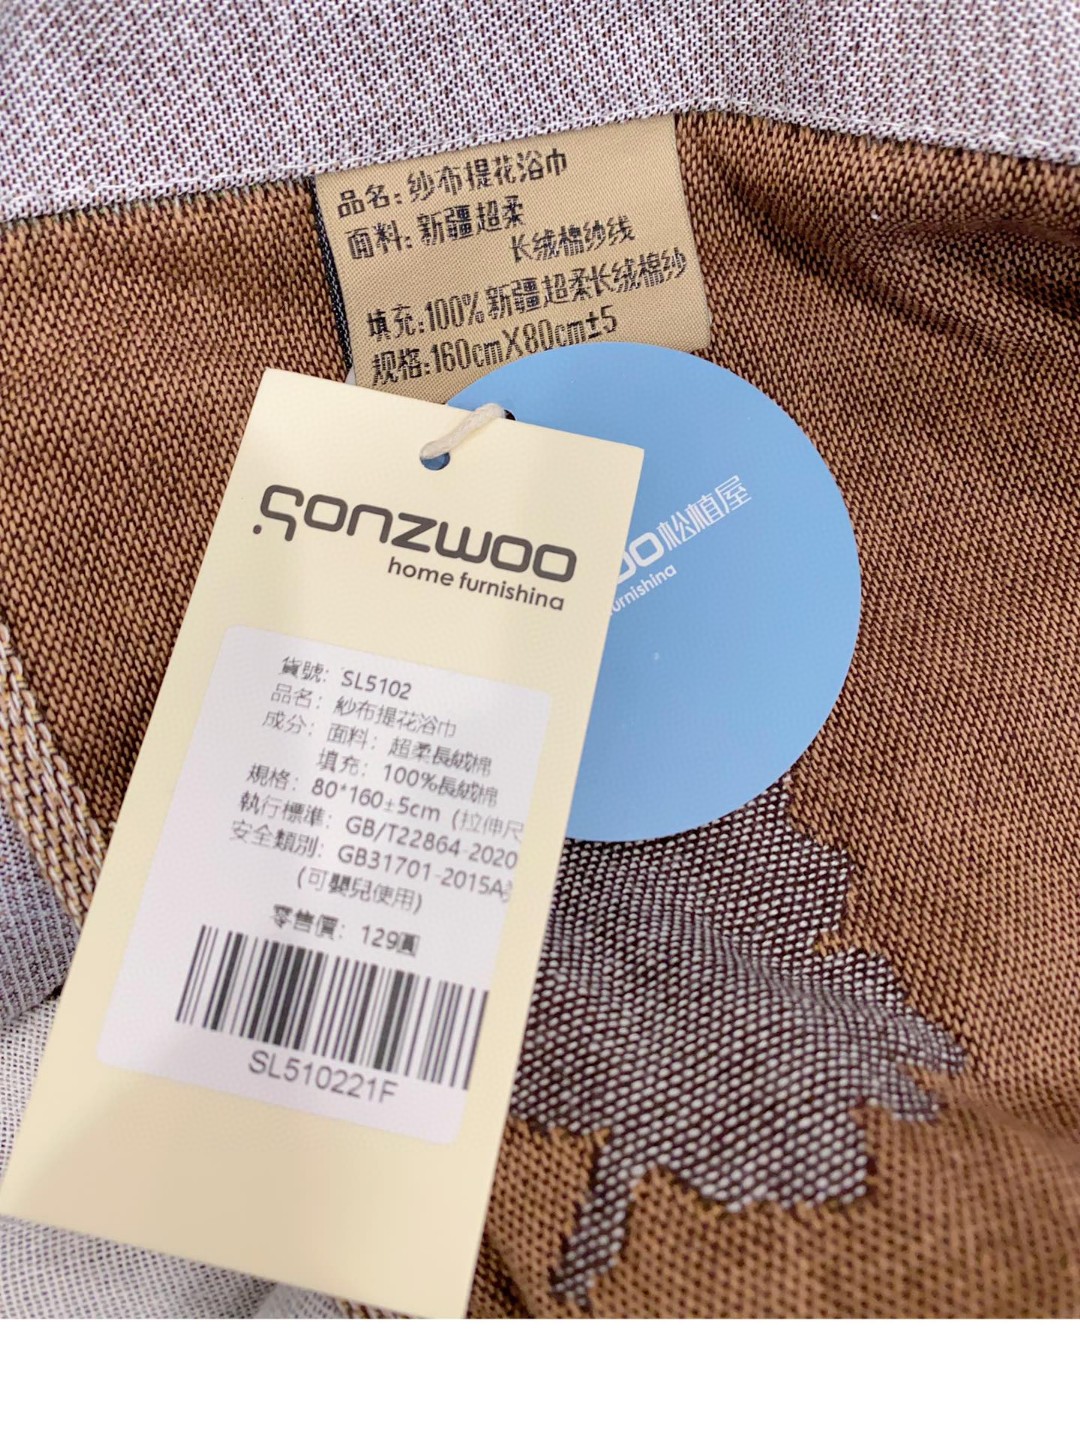 品名:纱布提花浴巾
面料:新疆超柔
长绒棉纱线
填充:100%新疆超柔长绒棉纱
规格:160cmX80cm±5
松植屋
sonzwoo
home furnishina
貨號: SL5102
品名: 紗布提花浴巾
成分: 面料: 超柔長絨棉
填充: 100%長絨棉
規格: 80*160±5cm (拉伸尺
執行標準: GB/T22864-2020
安全類別: GB31701-2015A
(可嬰兒使用)
零售價: 129圓
SL510221F